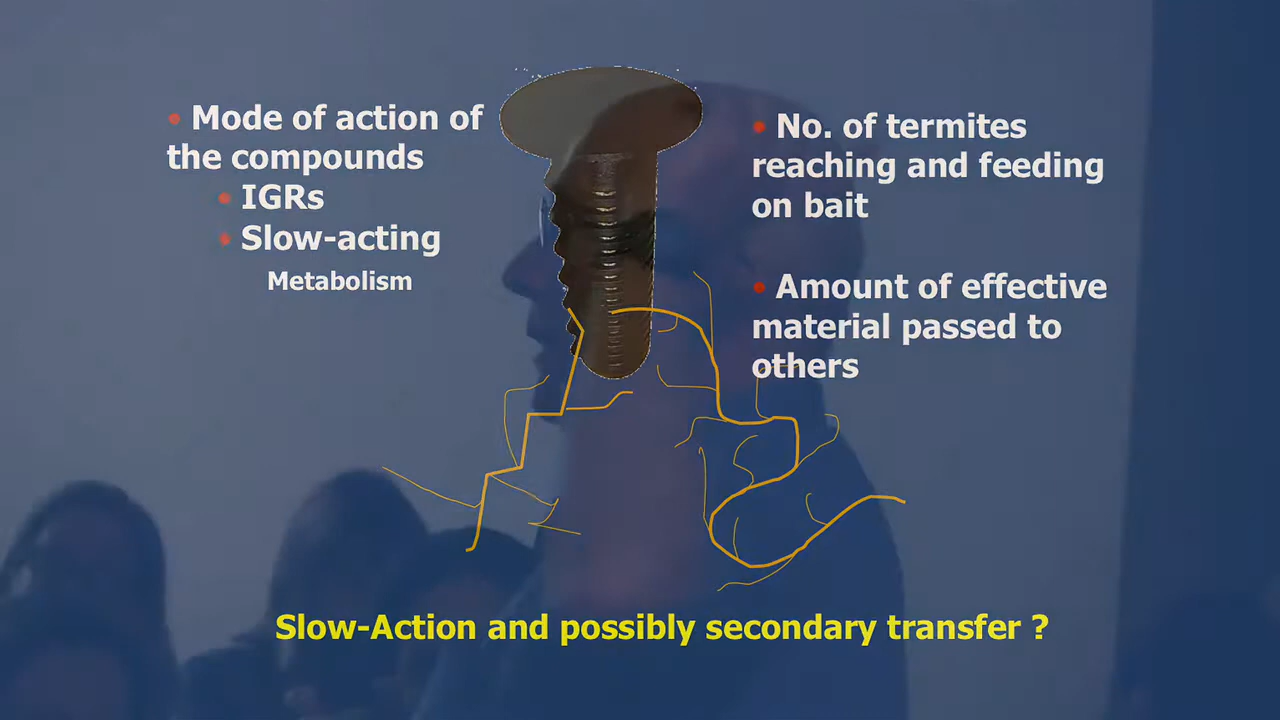 • Mode of action of
the compounds
• IGRs
• Slow-acting
Metabolism
• No. of termites
reaching and feeding
on bait
• Amount of effective
material passed to
others
Slow-Action and possibly secondary transfer ?